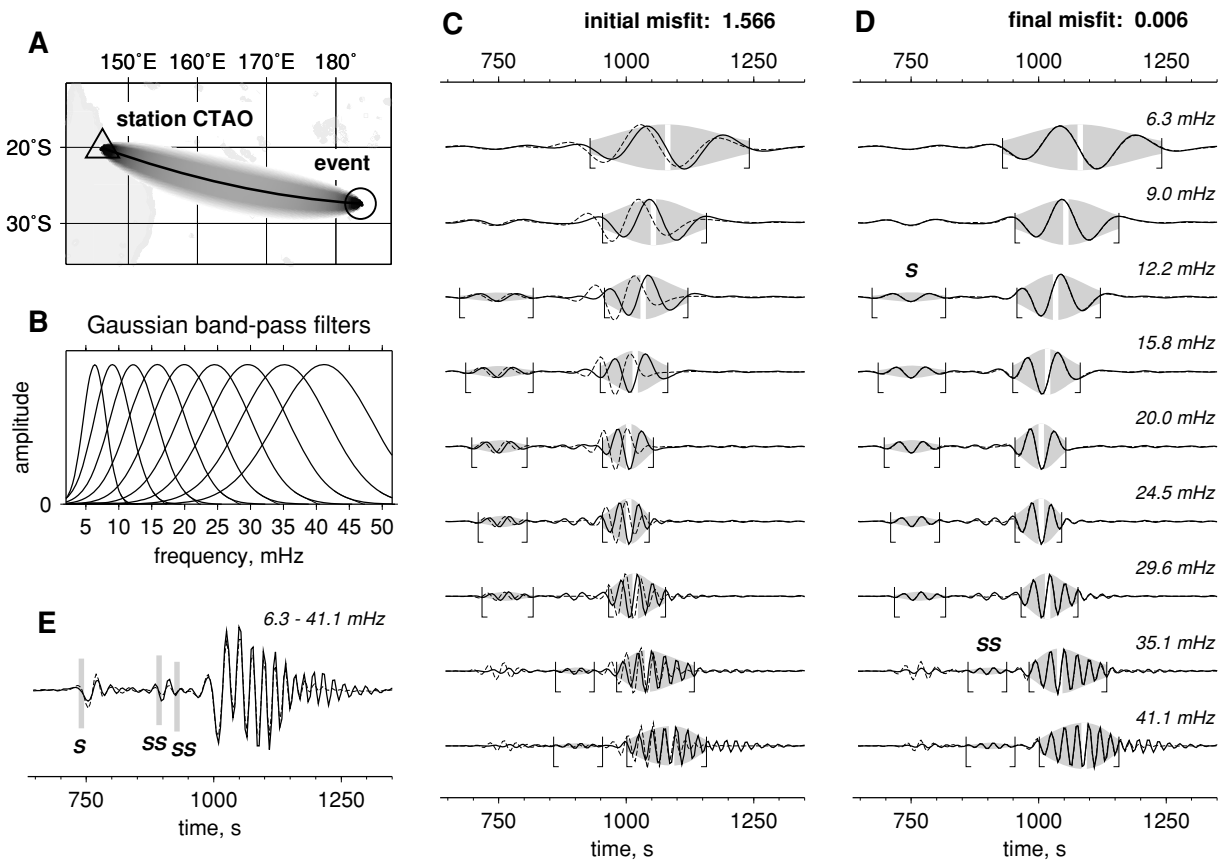 A
150°E 160°E 170°E 180°
station CTAO
event
20°S
30°S
B Gaussian band-pass filters
amplitude
0
5 10 15 20 25 30 35 40 45 50
frequency, mHz
E 6.3 - 41.1 mHz
S SS SS
750 1000 1250
time, s
C initial misfit: 1.566
750 1000 1250
750 1000 1250
time, s
D final misfit: 0.006
750 1000 1250
6.3 mHz
9.0 mHz
S 12.2 mHz
15.8 mHz
20.0 mHz
24.5 mHz
29.6 mHz
SS 35.1 mHz
41.1 mHz
750 1000 1250
time, s